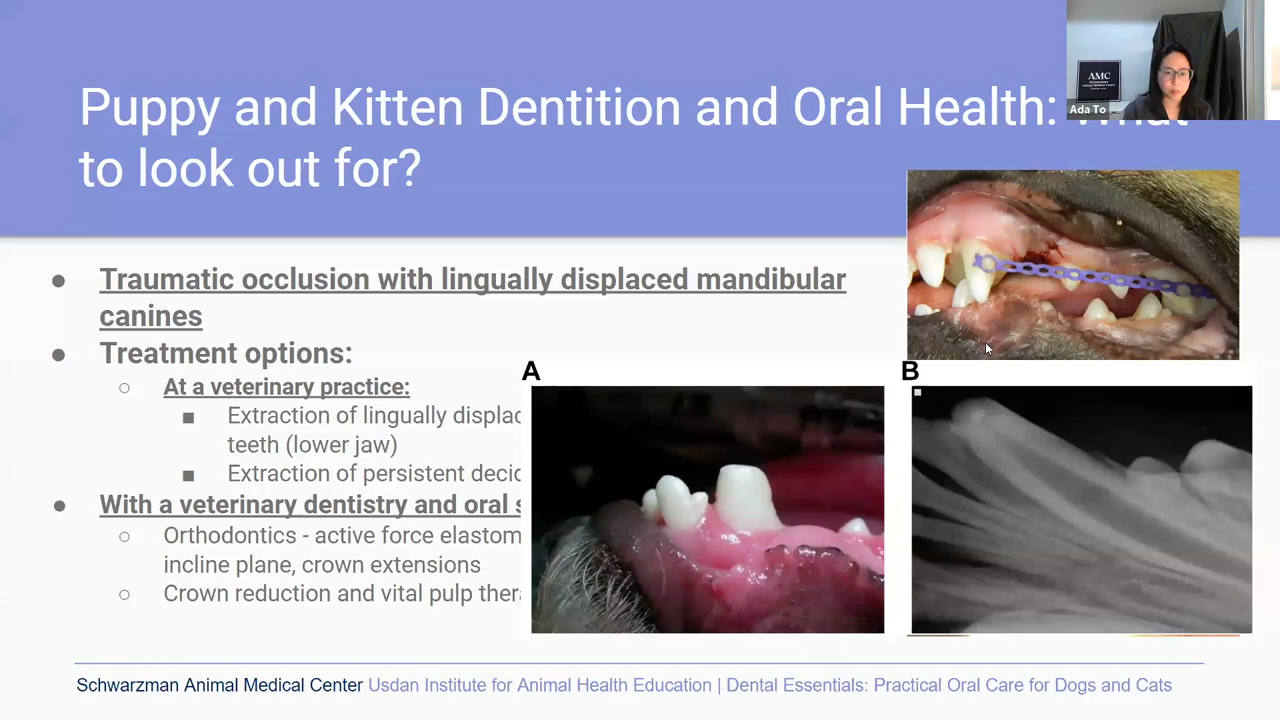 Puppy and Kitten Dentition and Oral Health: What
to look out for?
AMC
Ada To
● Traumatic occlusion with lingually displaced mandibular
canines
● Treatment options:
○ At a veterinary practice:
■ Extraction of lingually displac
teeth (lower jaw)
■ Extraction of persistent decid
● With a veterinary dentistry and oral s
○ Orthodontics - active force elastom
incline plane, crown extensions
○ Crown reduction and vital pulp thera
A
B
Schwarzman Animal Medical Center Usdan Institute for Animal Health Education | Dental Essentials: Practical Oral Care for Dogs and Cats